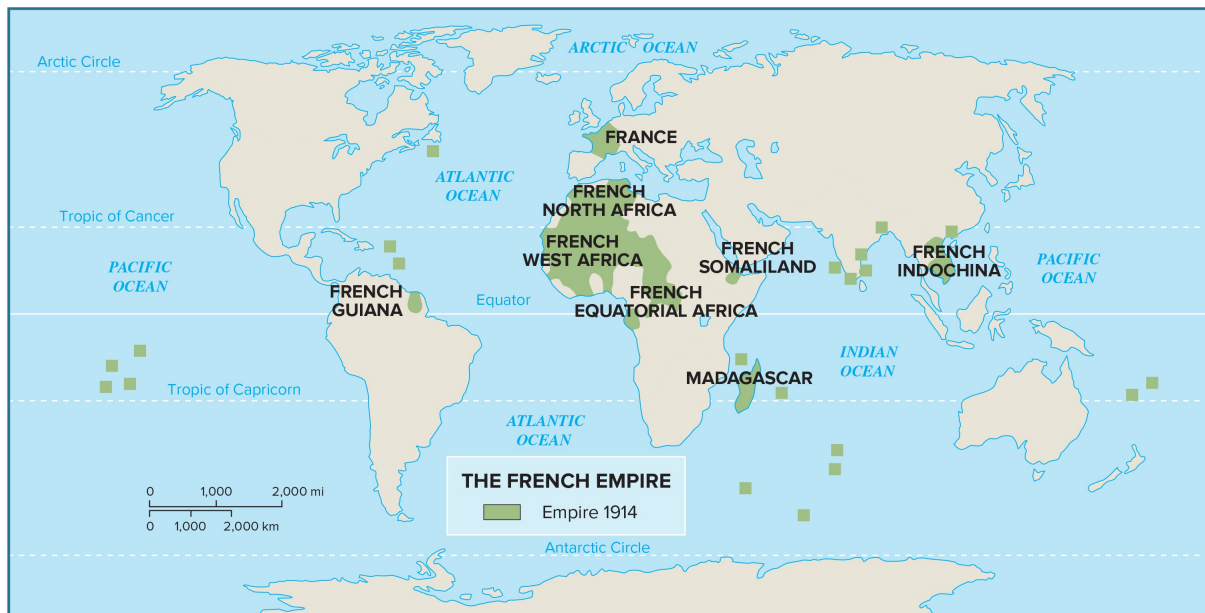 ARCTIC OCEAN
Arctic Circle
FRANCE
ATLANTIC
OCEAN
FRENCH
NORTH AFRICA
Tropic of Cancer
FRENCH
WEST AFRICA
FRENCH
SOMALILAND
FRENCH
INDOCHINA
PACIFIC
OCEAN
PACIFIC
OCEAN
FRENCH
GUIANA
Equator
FRENCH
EQUATORIAL AFRICA
INDIAN
OCEAN
MADAGASCAR
Tropic of Capricorn
ATLANTIC
OCEAN
THE FRENCH EMPIRE
Empire 1914
0 1,000 2,000 mi
0 1,000 2,000 km
Antarctic Circle